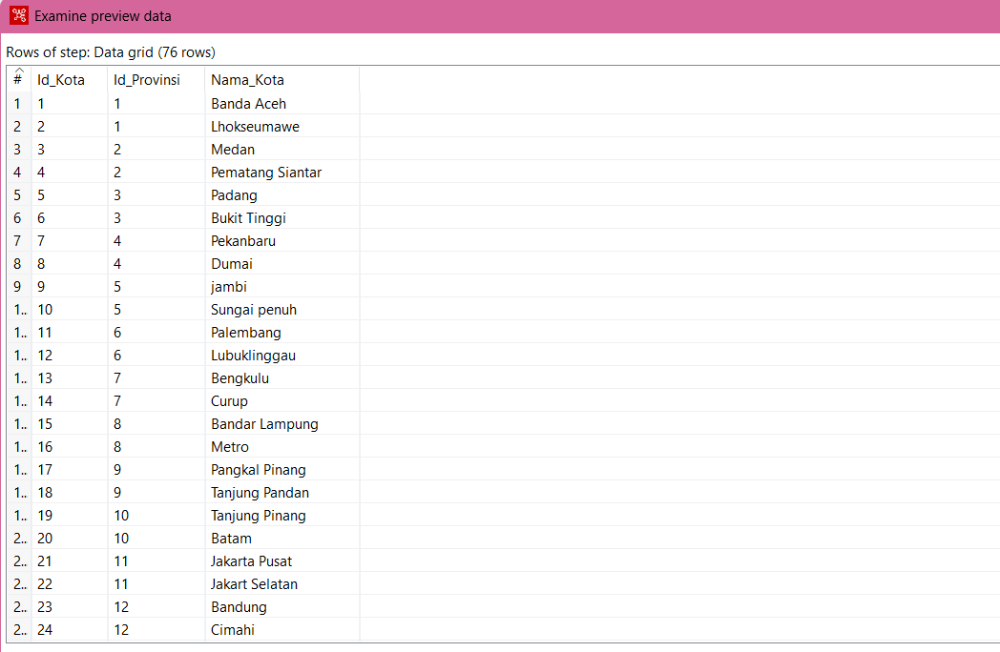 Examine preview data
Rows of step: Data grid (76 rows)
# Id_Kota Id_Provinsi Nama_Kota
1 1 1 Banda Aceh
2 2 1 Lhokseumawe
3 3 2 Medan
4 4 2 Pematang Siantar
5 5 3 Padang
6 6 3 Bukit Tinggi
7 7 4 Pekanbaru
8 8 4 Dumai
9 9 5 jambi
1.. 10 5 Sungai penuh
1.. 11 6 Palembang
1.. 12 6 Lubuklinggau
1.. 13 7 Bengkulu
1.. 14 7 Curup
1.. 15 8 Bandar Lampung
1.. 16 8 Metro
1.. 17 9 Pangkal Pinang
1.. 18 9 Tanjung Pandan
1.. 19 10 Tanjung Pinang
2.. 20 10 Batam
2.. 21 11 Jakarta Pusat
2.. 22 11 Jakart Selatan
2.. 23 12 Bandung
2.. 24 12 Cimahi